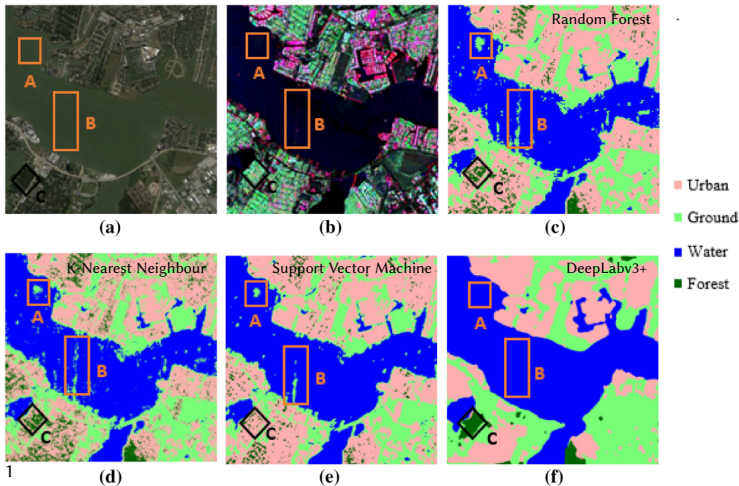 A
B
C
(a)
A
B
C
(b)
Random Forest
A
B
C
(c)
Urban
Ground
Water
Forest
K-Nearest Neighbour
A
B
C
(d)
Support Vector Machine
A
B
C
(e)
DeepLabv3+
A
B
C
(f)
1